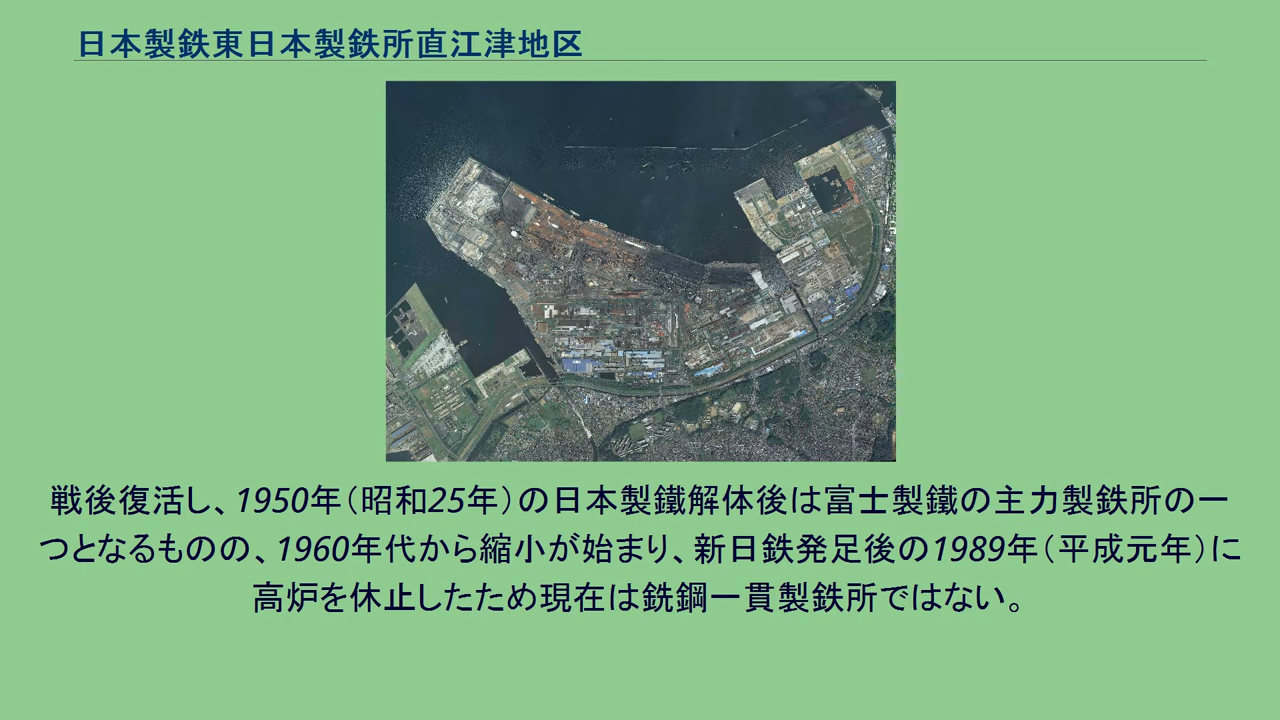 日本製鉄東日本製鉄所直江津地区
戦後復活し、1950年（昭和25年）の日本製鐵解体後は富士製鐵の主力製鉄所の一
つとなるものの、1960年代から縮小が始まり、新日鉄発足後の1989年（平成元年）に
高炉を休止したため現在は銑鋼一貫製鉄所ではない。